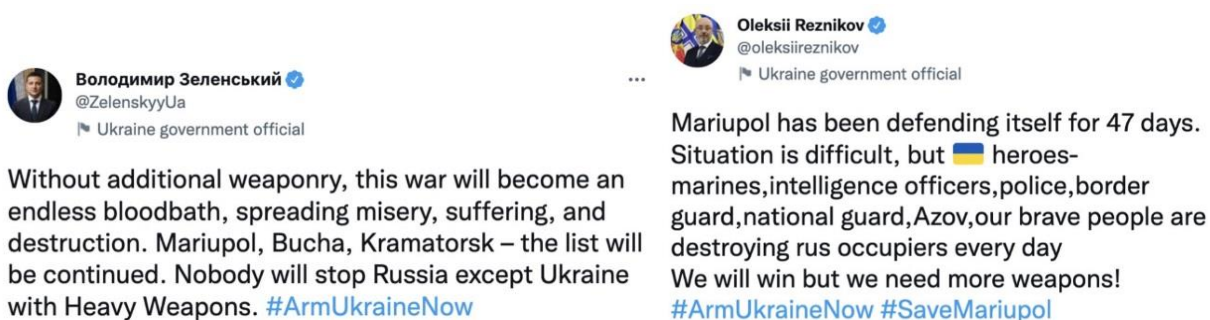 Володимир Зеленський
@ZelenskyyUa
Ukraine government official
Without additional weaponry, this war will become an
endless bloodbath, spreading misery, suffering, and
destruction. Mariupol, Bucha, Kramatorsk – the list will
be continued. Nobody will stop Russia except Ukraine
with Heavy Weapons. #ArmUkraineNow
Oleksii Reznikov
@oleksiireznikov
Ukraine government official
Mariupol has been defending itself for 47 days.
Situation is difficult, but 🇺🇦 heroes-
marines,intelligence officers,police,border
guard,national guard,Azov,our brave people are
destroying rus occupiers every day
We will win but we need more weapons!
#ArmUkraineNow #SaveMariupol